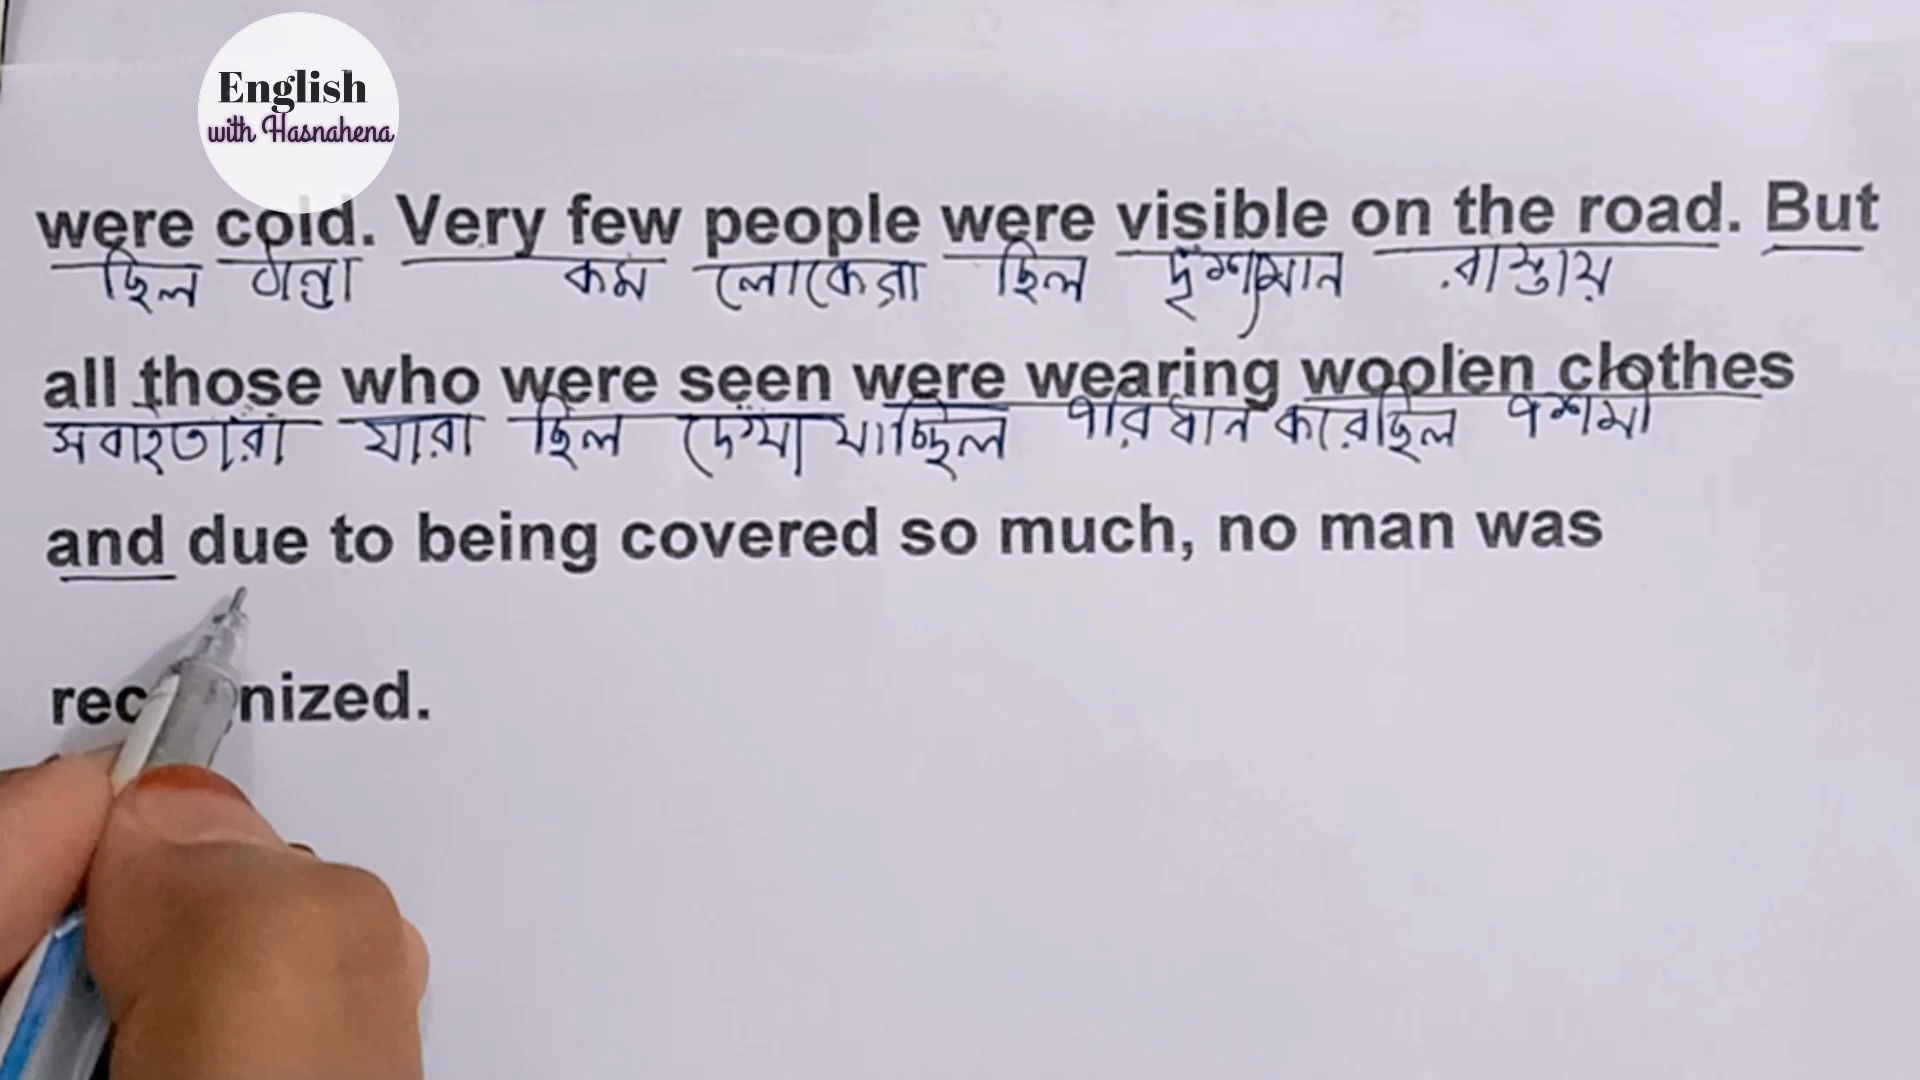 English
with Hasnahena
were cold. Very few people were visible on the road. But
ছিল ঠান্ডা কম লোকেরা ছিল দৃশ্যমান রাস্তায়
all those who were seen were wearing woolen clothes
সবাইতারা যারা ছিল দেখা যাচ্ছিল পরিধান করেছিল পশমী
and due to being covered so much, no man was
nized.